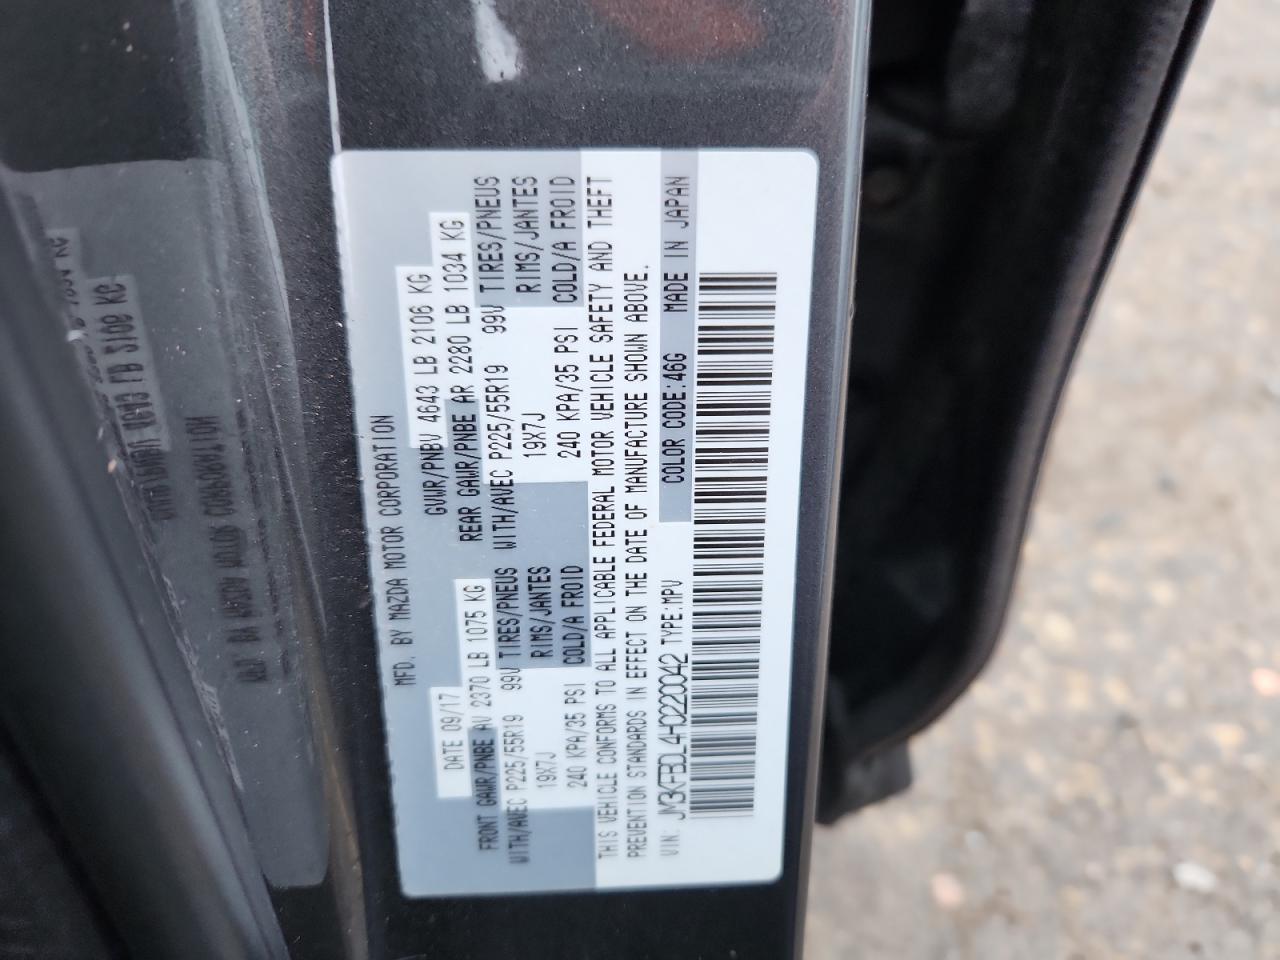 MFD. BY MAZDA MOTOR CORPORATION
DATE 09/17 GVWR/PNBV 4643 LB 2106 KG
FRONT GAWR/PNBE AV 2370 LB 1075 KG REAR GAWR/PNBE AR 2280 LB 1034 KG
WITH/AVEC P225/55R19 99V TIRES/PNEUS WITH/AVEC P225/55R19 99V TIRES/PNEUS
19X7J RIMS/JANTES 19X7J RIMS/JANTES
240 KPA/35 PSI COLD/A FROID 240 KPA/35 PSI COLD/A FROID
THIS VEHICLE CONFORMS TO ALL APPLICABLE FEDERAL MOTOR VEHICLE SAFETY AND THEFT
PREVENTION STANDARDS IN EFFECT ON THE DATE OF MANUFACTURE SHOWN ABOVE.
VIN: JM3KFBDL4H0220042 TYPE:MPV COLOR CODE:46G MADE IN JAPAN